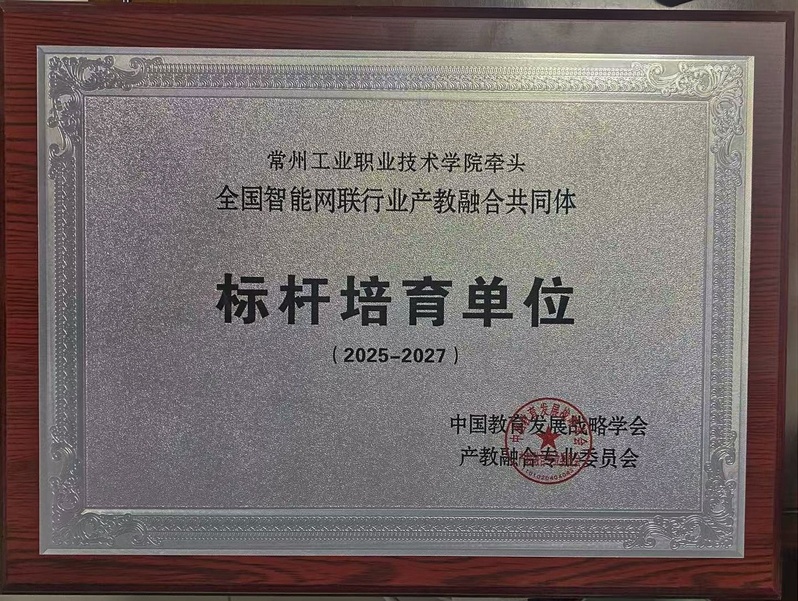 常州工业职业技术学院牵头
全国智能网联行业产教融合共同体
标杆培育单位
（2025-2027）
中国教育发展战略学会
产教融合专业委员会